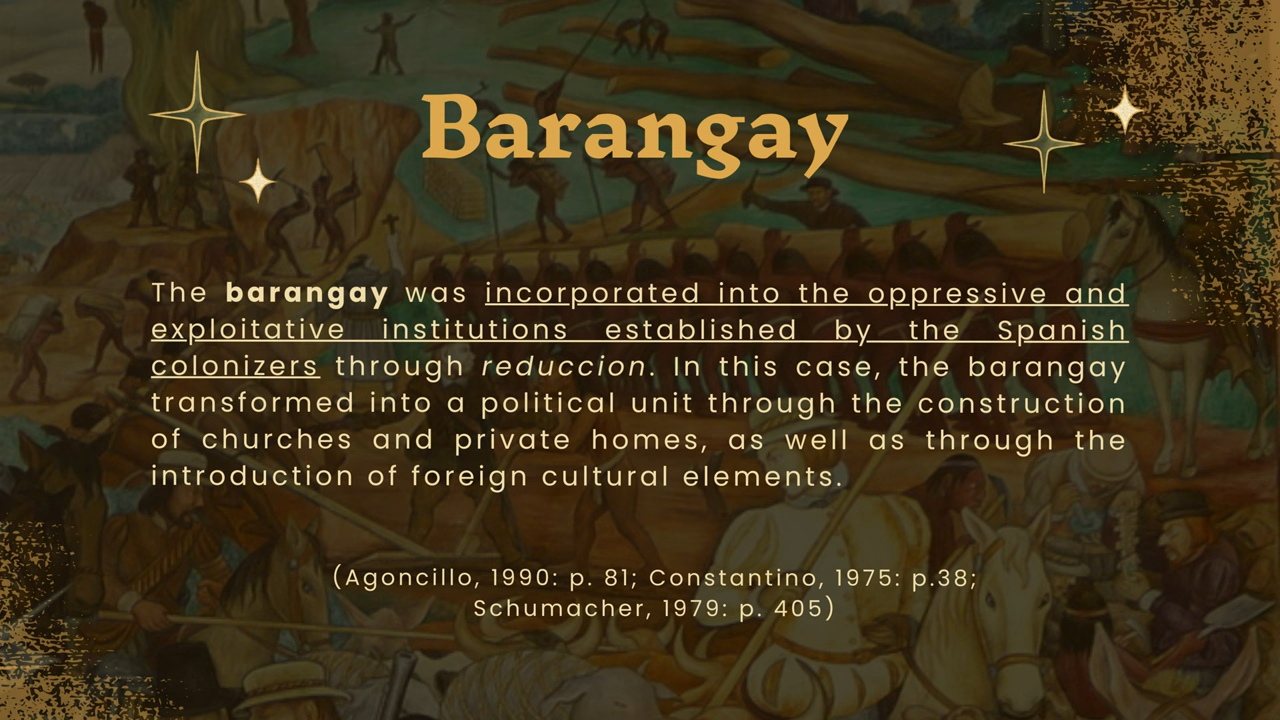 Barangay
The barangay was incorporated into the oppressive and
exploitative institutions established by the Spanish
colonizers through reduccion. In this case, the barangay
transformed into a political unit through the construction
of churches and private homes, as well as through the
introduction of foreign cultural elements.
(Agoncillo, 1990: p. 81; Constantino, 1975: p.38;
Schumacher, 1979: p. 405)